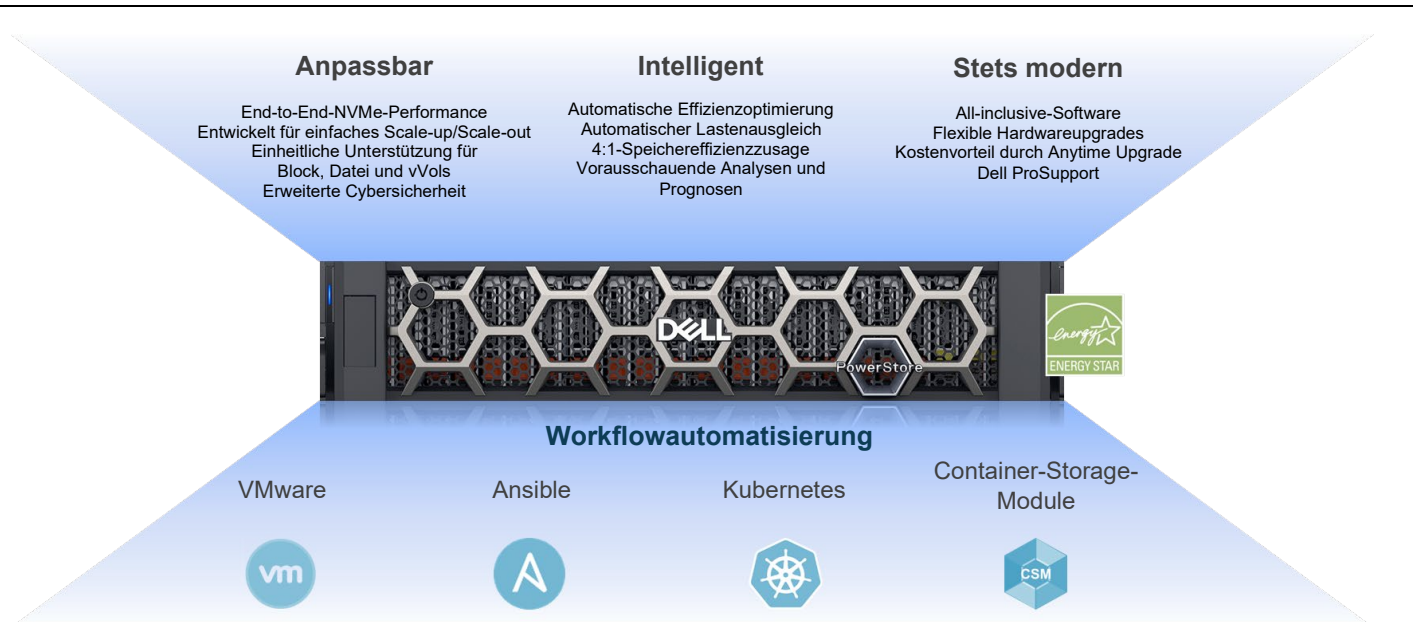 Anpassbar
End-to-End-NVMe-Performance
Entwickelt für einfaches Scale-up/Scale-out
Einheitliche Unterstützung für
Block, Datei und vVols
Erweiterte Cybersicherheit
Intelligent
Automatische Effizienzoptimierung
Automatischer Lastenausgleich
4:1-Speichereffizienzzusage
Vorausschauende Analysen und
Prognosen
Stets modern
All-inclusive-Software
Flexible Hardwareupgrades
Kostenvorteil durch Anytime Upgrade
Dell ProSupport
DELL
PowerStore
energy
ENERGY STAR
Workflowautomatisierung
VMware
Ansible
Kubernetes
Container-Storage-
Module
vm
A
CSM